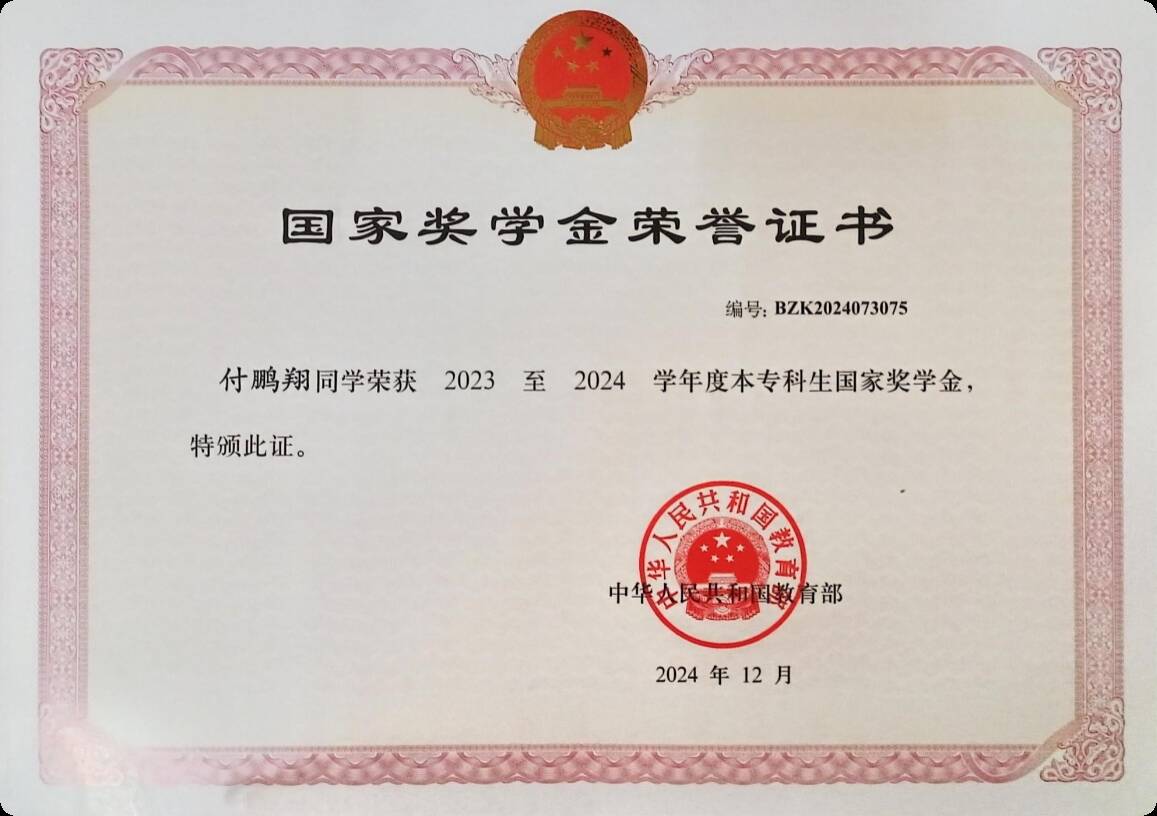 国家奖学金荣誉证书
编号: BZK2024073075
付鹏翔同学荣获 2023 至 2024 学年度本专科生国家奖学金，
特颁此证。
中华人民共和国教育部
中华人民共和国教育部
2024 年 12 月